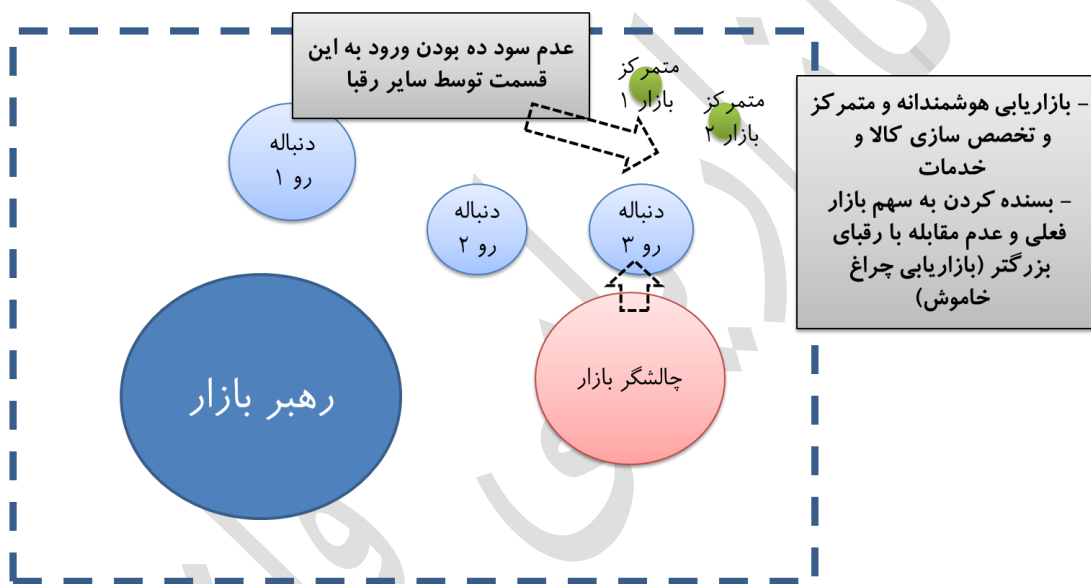 عدم سود ده بودن ورود به این
قسمت توسط سایر رقبا
متمرکز
بازار ۱
متمرکز
بازار ۲
- بازاریابی هوشمندانه و متمرکز
و تخصص سازی کالا و
خدمات
- بسنده کردن به سهم بازار
فعلی و عدم مقابله با رقبای
بزرگتر (بازاریابی چراغ
خاموش)
دنباله
رو ۱
دنباله
رو ۲
دنباله
رو ۳
رهبر بازار
چالشگر بازار